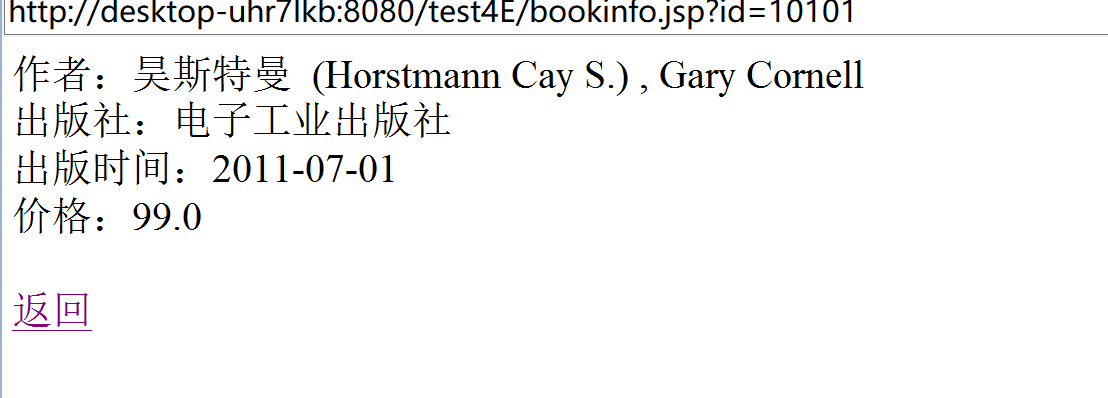 http://desktop-uhr7lkb:8080/test4E/bookinfo.jsp?id=10101
作者：昊斯特曼 (Horstmann Cay S.) , Gary Cornell
出版社：电子工业出版社
出版时间：2011-07-01
价格：99.0
返回